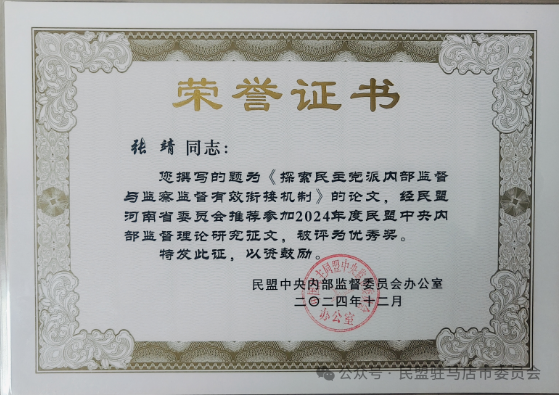 荣誉证书
张靖同志：
您撰写的题为《探索民主党派内部监督
与监察监督有效衔接机制》的论文，经民盟
河南省委员会推荐参加2024年度民盟中央内
部监督理论研究征文，被评为优秀奖。
特发此证，以资鼓励。
民盟中央内部监督委员会办公室
二〇二四年十二月
办公室
公众号·民盟驻马店市委员会